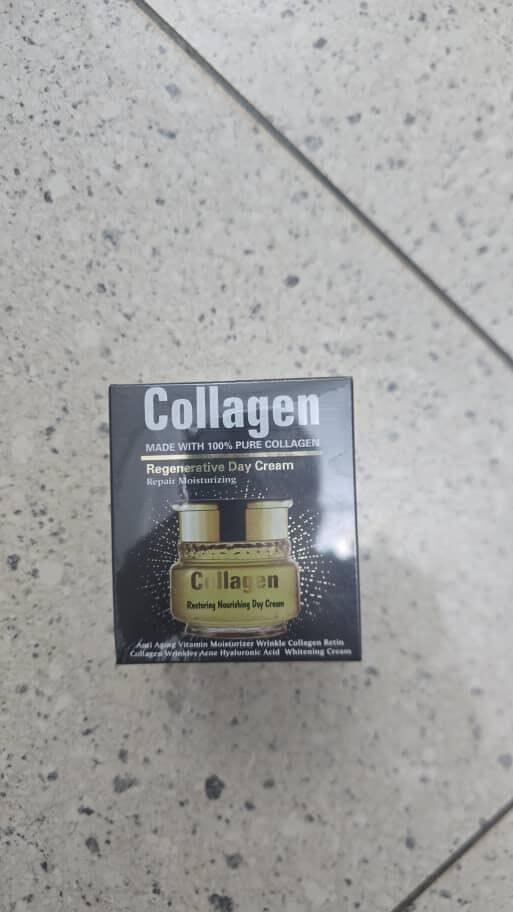 Collagen
MADE WITH 100% PURE COLLAGEN
Regenerative Day Cream
Repair Moisturizing
Collagen
Restoring Nourishing Day Cream
Anti Aging Vitamin Moisturizer Wrinkle Collagen Retin
Collagen Wrinkles Acne Hyaluronic Acid Whitening Cream